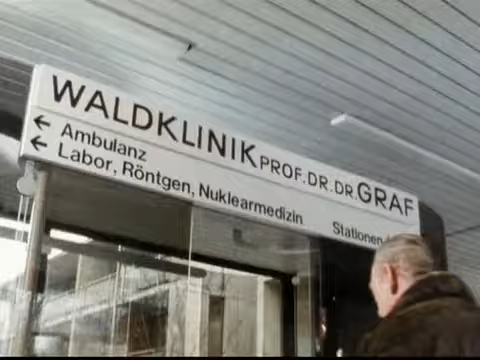 WALDKLINIK PROF.DR.DR.GRAF
← Ambulanz
← Labor, Röntgen, Nuklearmedizin Stationen